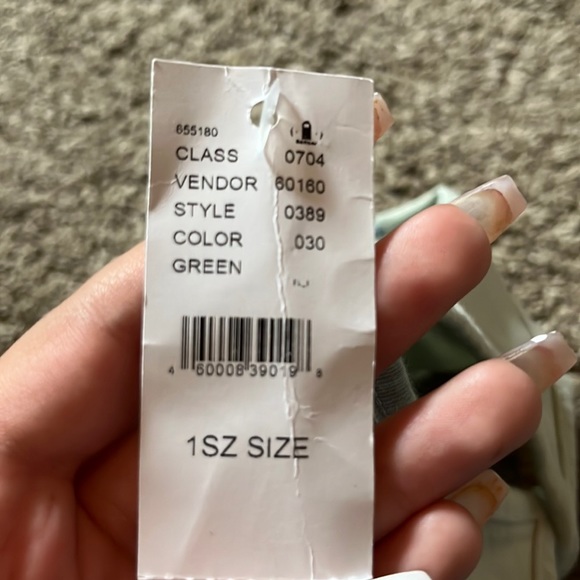 655180
CLASS 0704
VENDOR 60160
STYLE 0389
COLOR 030
GREEN
4 60008 39019 8
1SZ SIZE